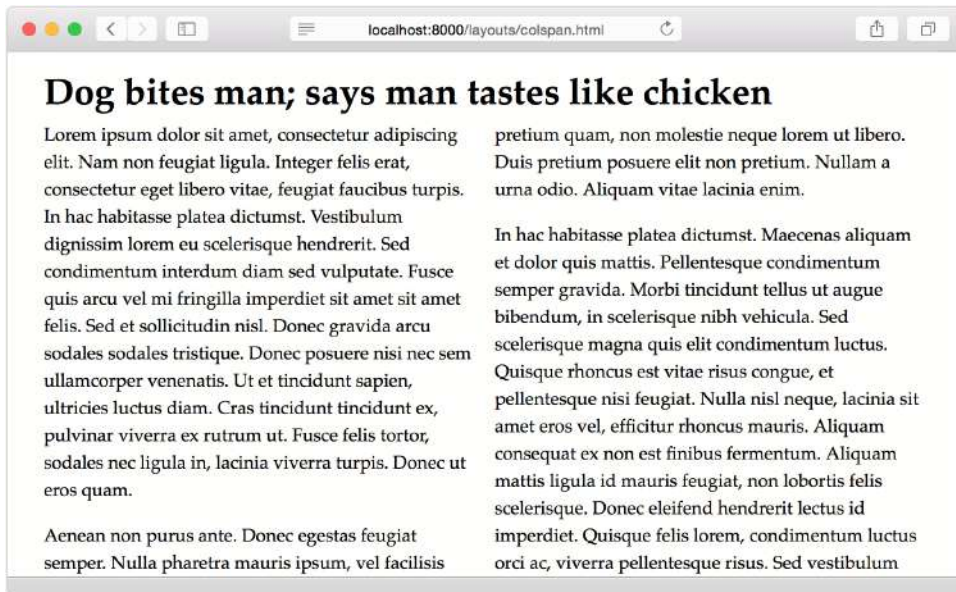 localhost:8000/layouts/colspan.html
Dog bites man; says man tastes like chicken
Lorem ipsum dolor sit amet, consectetur adipiscing
elit. Nam non feugiat ligula. Integer felis erat,
consectetur eget libero vitae, feugiat faucibus turpis.
In hac habitasse platea dictumst. Vestibulum
dignissim lorem eu scelerisque hendrerit. Sed
condimentum interdum diam sed vulputate. Fusce
quis arcu vel mi fringilla imperdiet sit amet sit amet
felis. Sed et sollicitudin nisl. Donec gravida arcu
sodales sodales tristique. Donec posuere nisi nec sem
ullamcorper venenatis. Ut et tincidunt sapien,
ultricies luctus diam. Cras tincidunt tincidunt ex,
pulvinar viverra ex rutrum ut. Fusce felis tortor,
sodales nec ligula in, lacinia viverra turpis. Donec ut
eros quam.
Aenean non purus ante. Donec egestas feugiat
semper. Nulla pharetra mauris ipsum, vel facilisis
pretium quam, non molestie neque lorem ut libero.
Duis pretium posuere elit non pretium. Nullam a
urna odio. Aliquam vitae lacinia enim.
In hac habitasse platea dictumst. Maecenas aliquam
et dolor quis mattis. Pellentesque condimentum
semper gravida. Morbi tincidunt tellus ut augue
bibendum, in scelerisque nibh vehicula. Sed
scelerisque magna quis elit condimentum luctus.
Quisque rhoncus est vitae risus congue, et
pellentesque nisi feugiat. Nulla nisl neque, lacinia sit
amet eros vel, efficitur rhoncus mauris. Aliquam
consequat ex non est finibus fermentum. Aliquam
mattis ligula id mauris feugiat, non lobortis felis
scelerisque. Donec eleifend hendrerit lectus id
imperdiet. Quisque felis lorem, condimentum luctus
orci ac, viverra pellentesque risus. Sed vestibulum